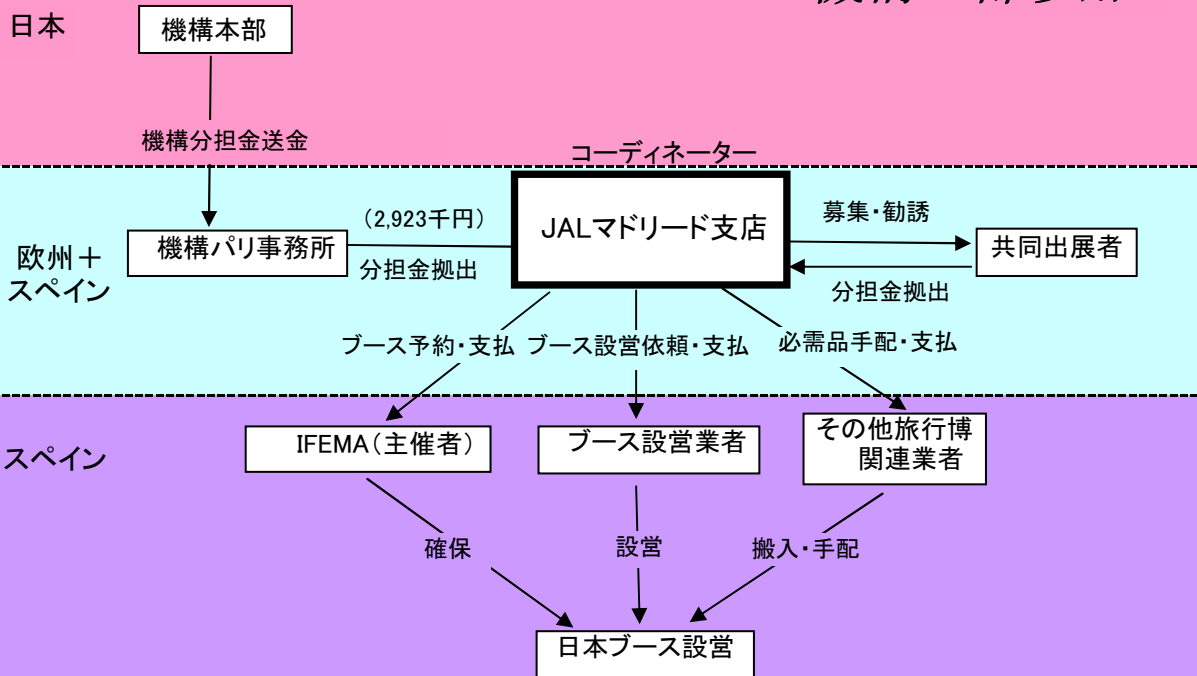 日本
機構本部
機構分担金送金
コーディネーター
欧州＋
スペイン
機構パリ事務所
（2,923千円）
分担金拠出
JALマドリード支店
募集・勧誘
分担金拠出
共同出展者
ブース予約・支払
ブース設営依頼・支払
必需品手配・支払
スペイン
IFEMA（主催者）
ブース設営業者
その他旅行博
関連業者
確保
設営
搬入・手配
日本ブース設営